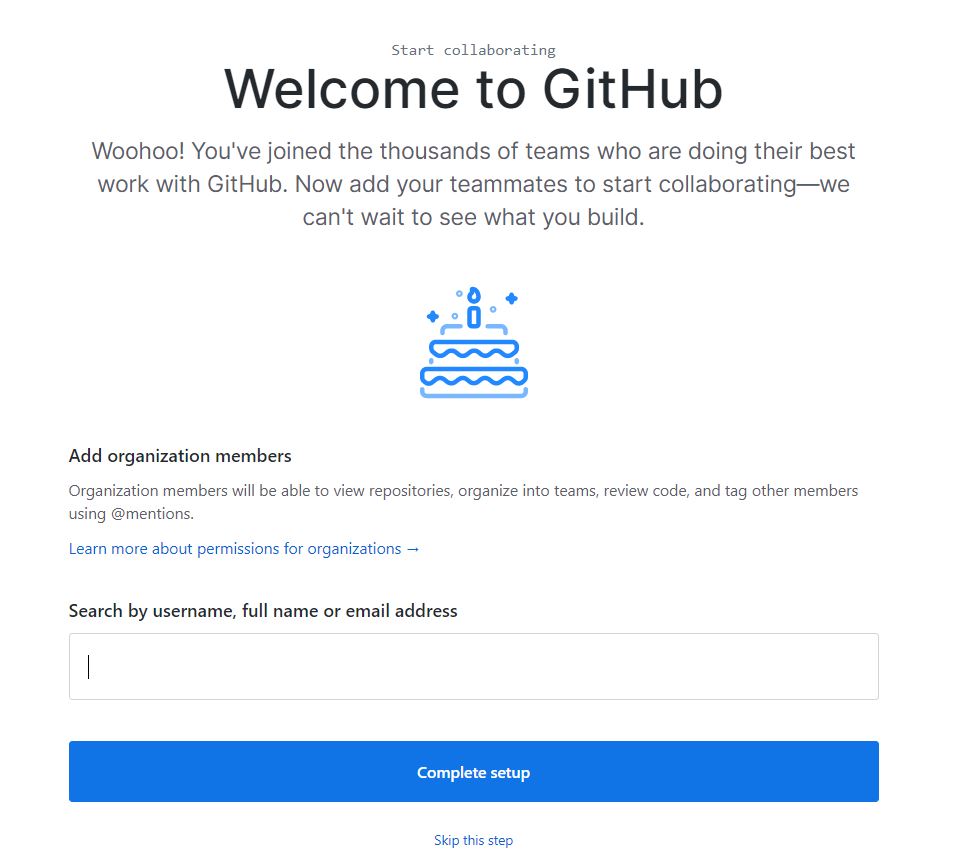 Start collaborating
Welcome to GitHub
Woohoo! You've joined the thousands of teams who are doing their best
work with GitHub. Now add your teammates to start collaborating—we
can't wait to see what you build.
Add organization members
Organization members will be able to view repositories, organize into teams, review code, and tag other members
using @mentions.
Learn more about permissions for organizations →
Search by username, full name or email address
Complete setup
Skip this step